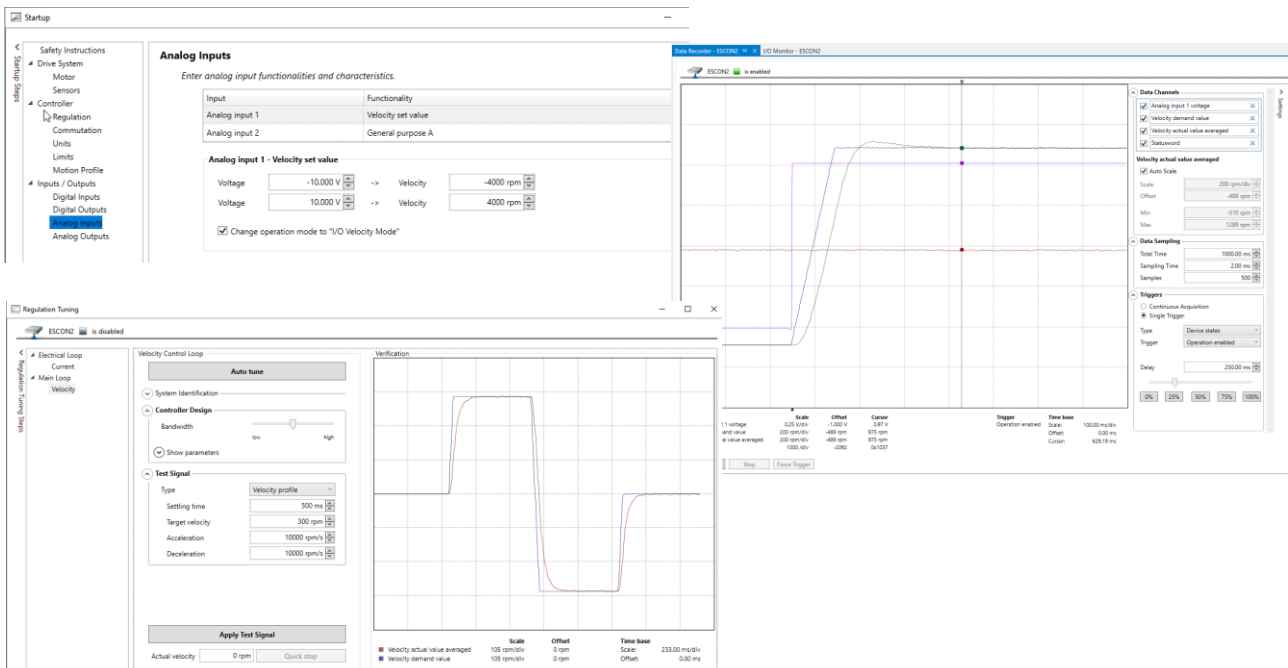 Startup
Startup Steps
Safety Instructions
Drive System
Motor
Sensors
Controller
Regulation
Commutation
Units
Limits
Motion Profile
Inputs / Outputs
Digital Inputs
Digital Outputs
Analog Inputs
Analog Outputs
Analog Inputs
Enter analog input functionalities and characteristics.
Input Functionality
Analog input 1 Velocity set value
Analog input 2 General purpose A
Analog input 1 - Velocity set value
Voltage -10.000 V -> Velocity -4000 rpm
Voltage 10.000 V -> Velocity 4000 rpm
Change operation mode to "I/O Velocity Mode"
Data Recorder - ESCON2 I/O Monitor - ESCON2
ESCON2 is enabled
Data Channels
Analog input 1 voltage
Velocity demand value
Velocity actual value averaged
Statusword
Velocity actual value averaged
Auto Scale
Scale 200 rpm/div
Offset -489 rpm
Min -310 rpm
Max 1289 rpm
Data Sampling
Total Time 1000.00 ms
Sampling Time 2.00 ms
Samples 500
Triggers
Continuous Acquisition
Single Trigger
Type Device states
Trigger Operation enabled
Delay 250.00 ms
0% 25% 50% 75% 100%
Settings
Scale Offset Cursor Trigger Time base
1 voltage 0.25 V/div -1.000 V 0.97 V Operation enabled Scale: 100.00 ms/div
mand value 200 rpm/div -489 rpm 975 rpm Offset: 0.00 ms
ual value averaged 200 rpm/div -489 rpm 975 rpm Cursor: 629.19 ms
1000 /div -2092 0x1037
Stop Force Trigger
Regulation Tuning
ESCON2 is disabled
Regulation Tuning Steps
Electrical Loop
Current
Main Loop
Velocity
Velocity Control Loop
Auto tune
System Identification
Controller Design
Bandwidth
low high
Show parameters
Test Signal
Type Velocity profile
Settling time 500 ms
Target velocity 300 rpm
Acceleration 10000 rpm/s
Deceleration 10000 rpm/s
Apply Test Signal
Actual velocity 0 rpm Quick stop
Verification
Scale Offset Time base
Velocity actual value averaged 105 rpm/div 0 rpm Scale: 233.00 ms/div
Velocity demand value 105 rpm/div 0 rpm Offset: 0.00 ms